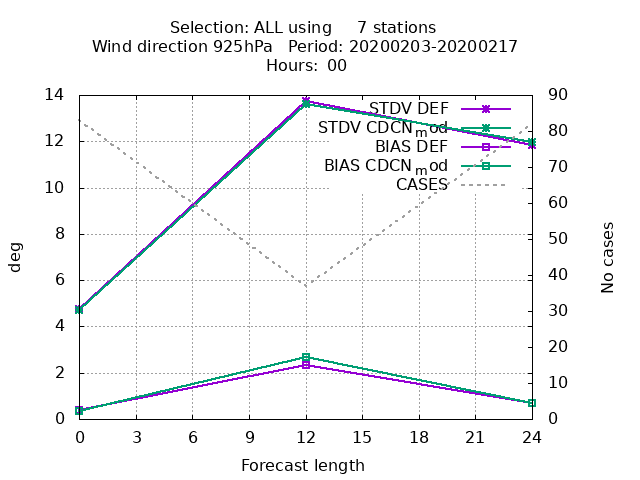 Selection: ALL using 7 stations
Wind direction 925hPa Period: 20200203-20200217
Hours: 00
14
12
10
8
6
4
2
0
deg
90
80
70
60
50
40
30
20
10
0
No cases
STDV DEF
STDV CDCN_mod
BIAS DEF
BIAS CDCN_mod
CASES
0 3 6 9 12 15 18 21 24
Forecast length